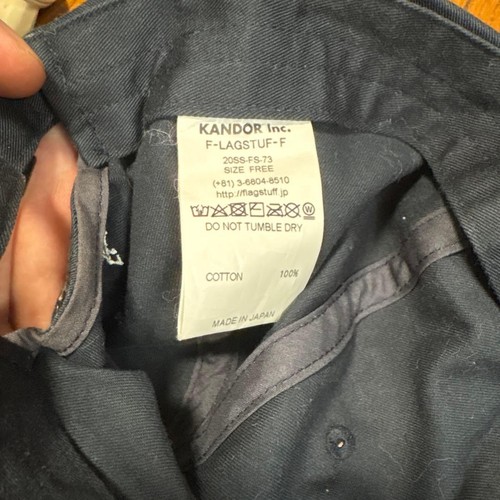 KANDOR Inc.
F-LAGSTUF-F
20SS-FS-73
SIZE FREE
(+81) 3-6804-8510
http://flagstuff.jp
W
DO NOT TUMBLE DRY
COTTON 100%
MADE IN JAPAN